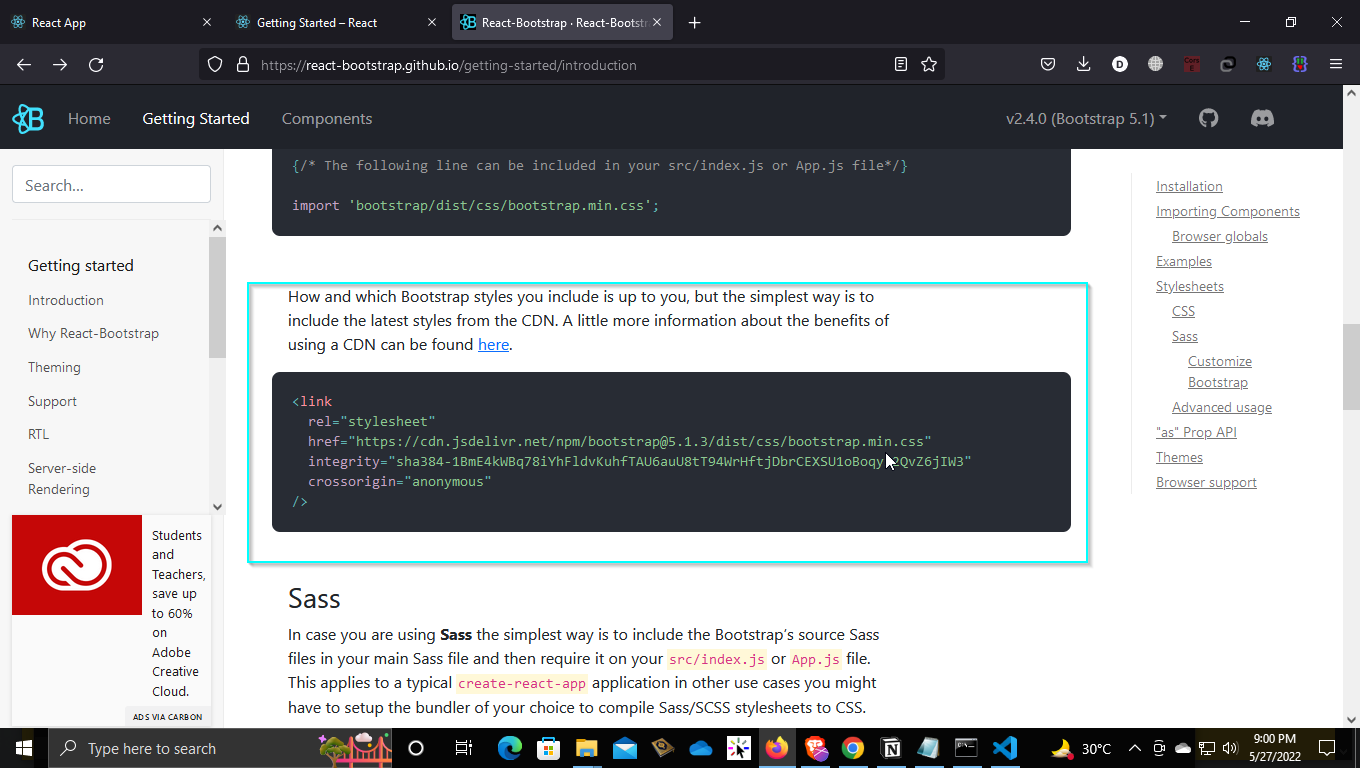 React App
Getting Started – React
React-Bootstrap · React-Bootstr
https://react-bootstrap.github.io/getting-started/introduction
Home
Getting Started
Components
v2.4.0 (Bootstrap 5.1)
Search...
Getting started
Introduction
Why React-Bootstrap
Theming
Support
RTL
Server-side
Rendering
Students
and
Teachers,
save up
to 60%
on
Adobe
Creative
Cloud.
ADS VIA CARBON
{/* The following line can be included in your src/index.js or App.js file*/}
import 'bootstrap/dist/css/bootstrap.min.css';
How and which Bootstrap styles you include is up to you, but the simplest way is to
include the latest styles from the CDN. A little more information about the benefits of
using a CDN can be found here.
<link
rel="stylesheet"
href="https://cdn.jsdelivr.net/npm/bootstrap@5.1.3/dist/css/bootstrap.min.css"
crossorigin="anonymous"
/>
Sass
In case you are using Sass the simplest way is to include the Bootstrap's source Sass
files in your main Sass file and then require it on your src/index.js or App.js file.
This applies to a typical create-react-app application in other use cases you might
have to setup the bundler of your choice to compile Sass/SCSS stylesheets to CSS.
Installation
Importing Components
Browser globals
Examples
Stylesheets
CSS
Sass
Customize
Bootstrap
Advanced usage
"as" Prop API
Themes
Browser support
Type here to search
30°C
9:00 PM
5/27/2022